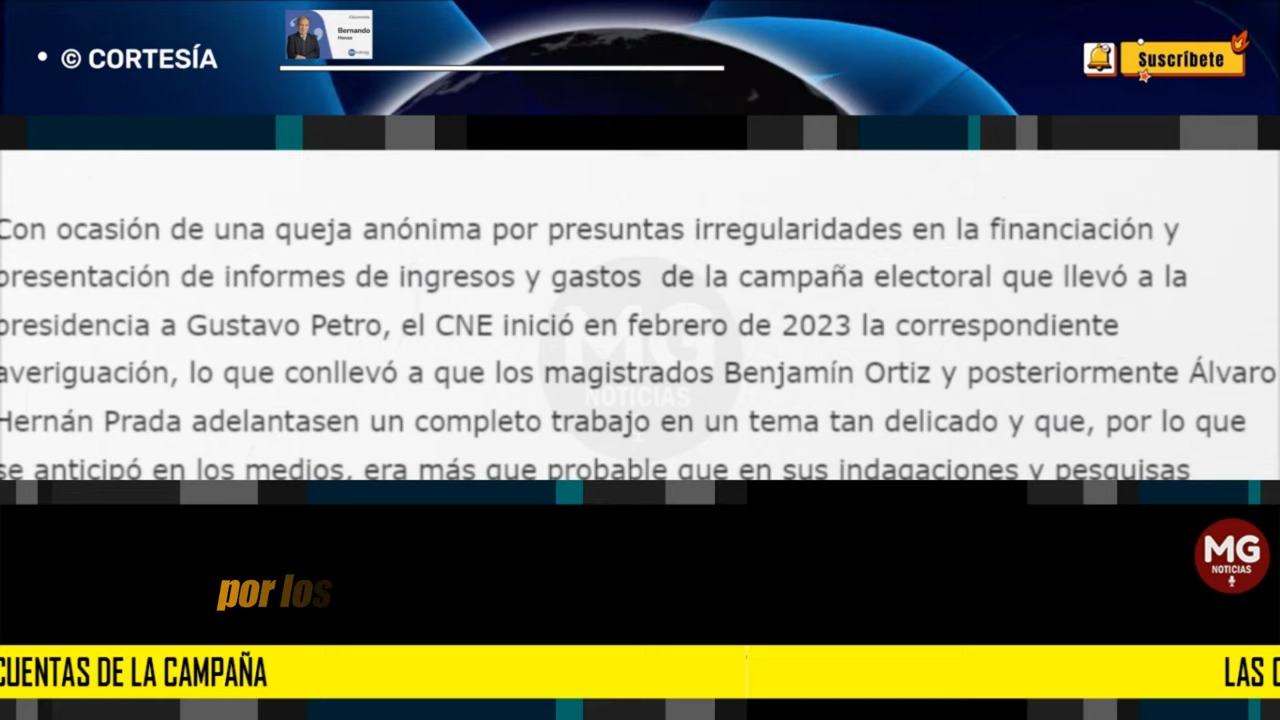 • © CORTESÍA
Columnista
Bernando
Henao
Suscríbete
Con ocasión de una queja anónima por presuntas irregularidades en la financiación y
presentación de informes de ingresos y gastos de la campaña electoral que llevó a la
presidencia a Gustavo Petro, el CNE inició en febrero de 2023 la correspondiente
averiguación, lo que conllevó a que los magistrados Benjamín Ortiz y posteriormente Álvaro
Hernán Prada adelantasen un completo trabajo en un tema tan delicado y que, por lo que
se anticipó en los medios, era más que probable que en sus indagaciones y pesquisas
MG
NOTICIAS
MG
NOTICIAS
por los
CUENTAS DE LA CAMPAÑA
LAS